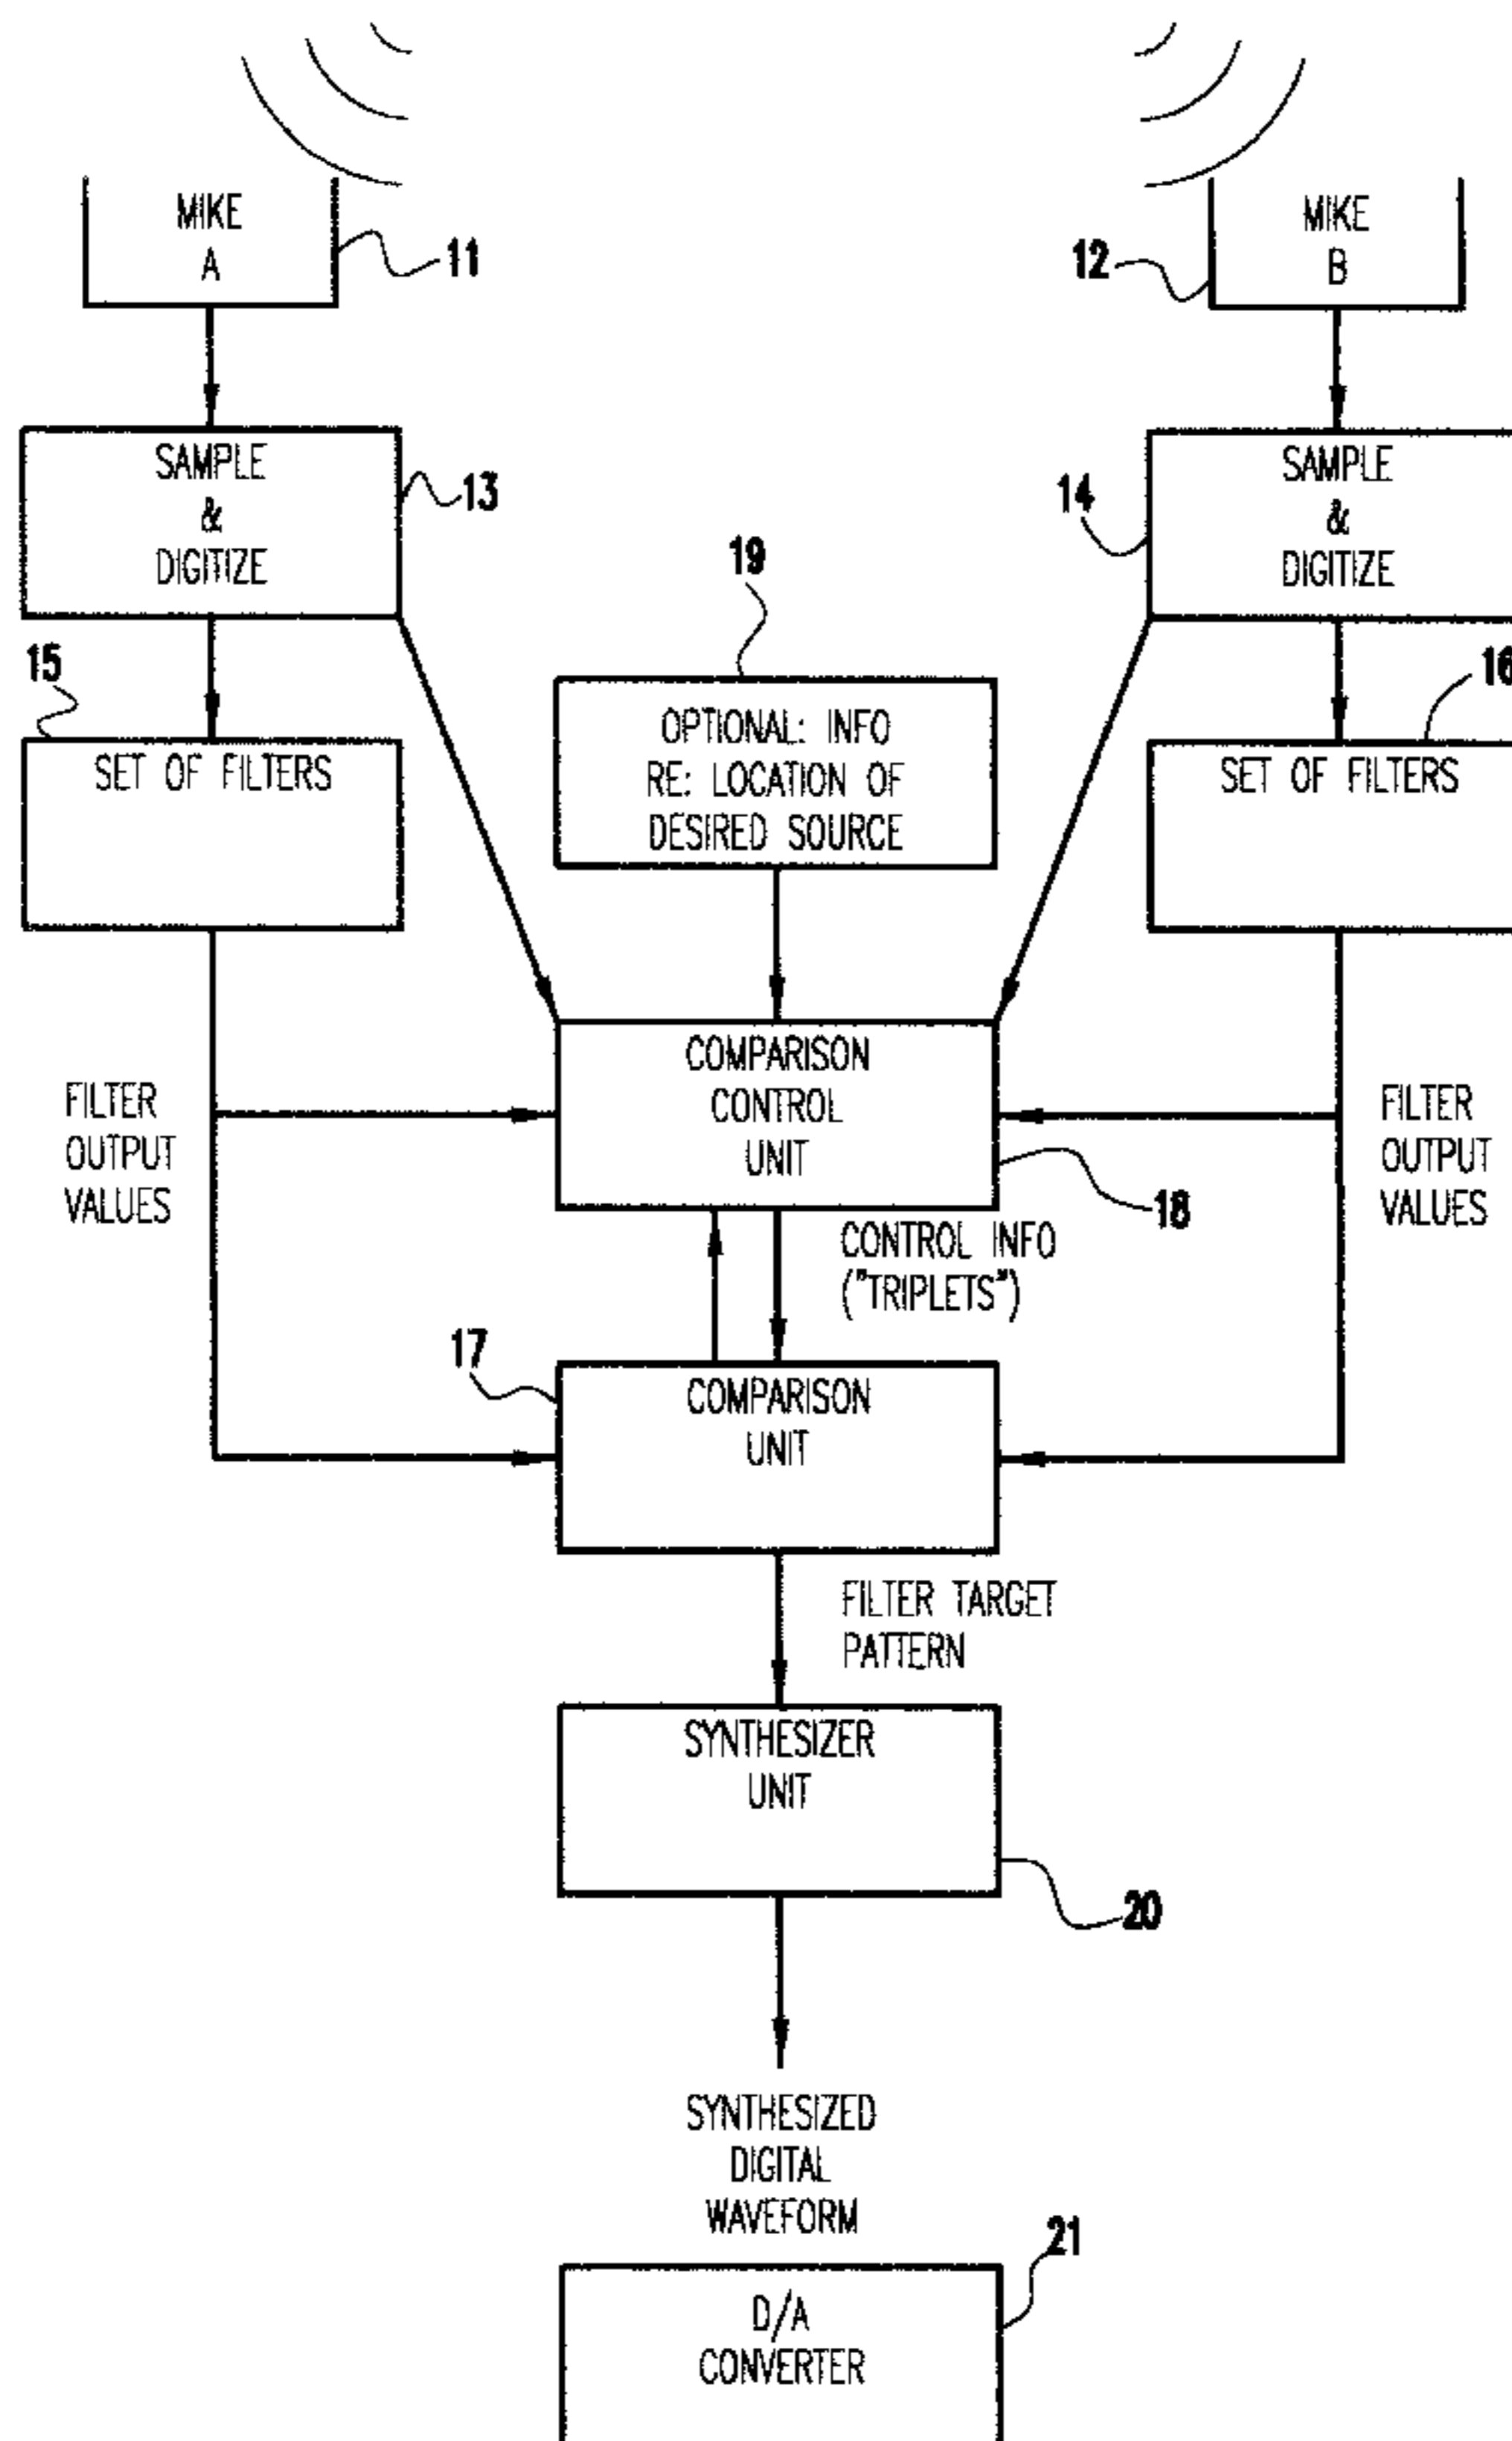 MIKE
A
11
12
MIKE
B
SAMPLE
&
DIGITIZE
13
14
SAMPLE
&
DIGITIZE
19
15
16
SET OF FILTERS
OPTIONAL: INFO
RE: LOCATION OF
DESIRED SOURCE
SET OF FILTERS
FILTER
OUTPUT
VALUES
COMPARISON
CONTROL
UNIT
18
FILTER
OUTPUT
VALUES
CONTROL INFO
("TRIPLETS")
17
COMPARISON
UNIT
FILTER TARGET
PATTERN
SYNTHESIZER
UNIT
20
SYNTHESIZED
DIGITAL
WAVEFORM
21
D/A
CONVERTER